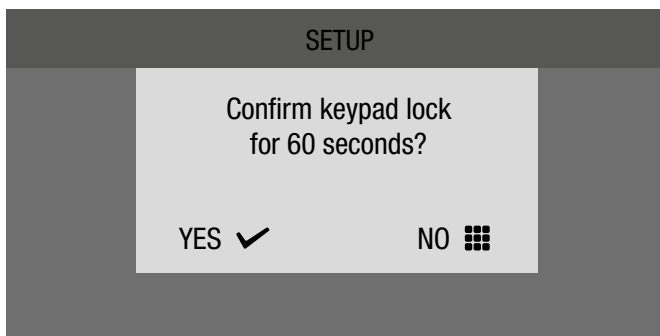 SETUP
Confirm keypad lock
for 60 seconds?
YES NO